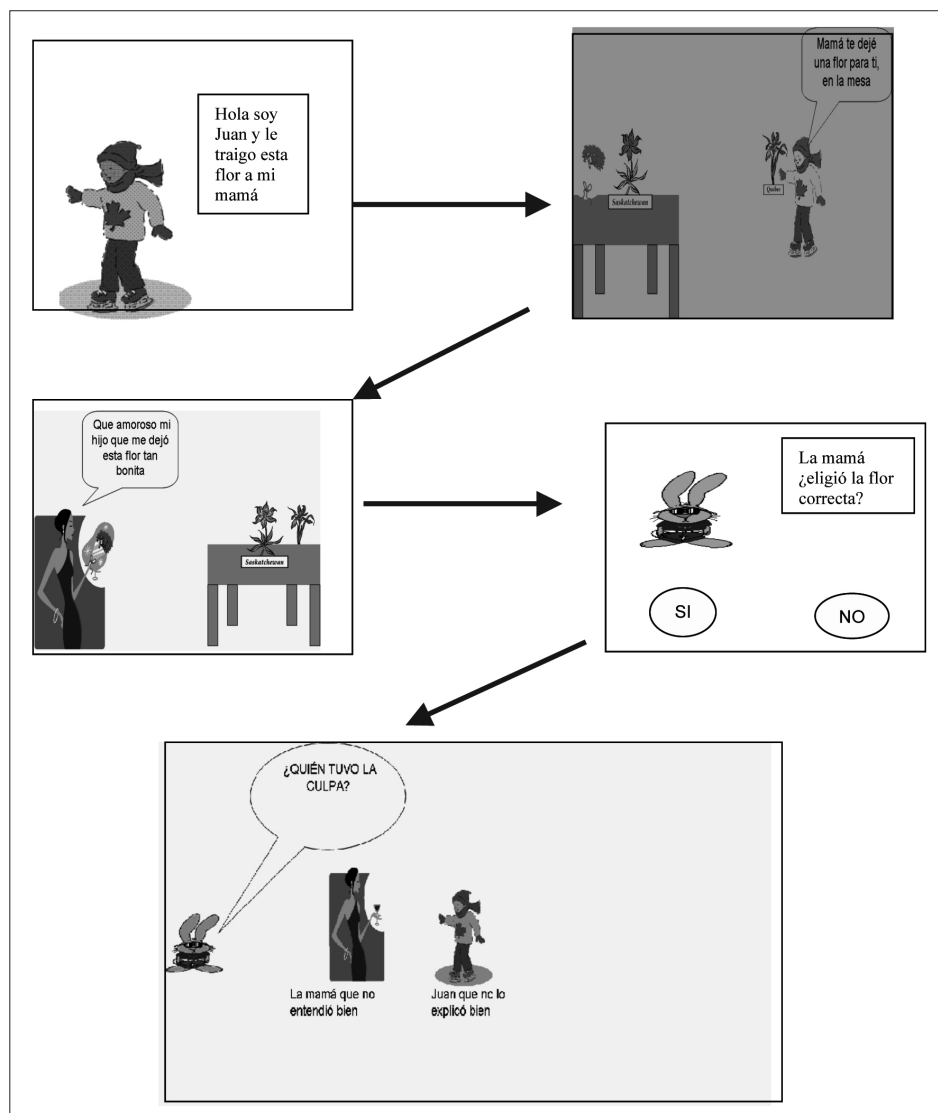 Hola soy
Juan y le
traigo esta
flor a mi
mamá
Mamá te dejé
una flor para ti,
en la mesa
Saskatchewan
Quebec
Que amoroso mi
hijo que me dejó
esta flor tan
bonita
Saskatchewan
La mamá
¿eligió la flor
correcta?
SI
NO
¿QUIÉN TUVO LA
CULPA?
La mamá que no
entendió bien
Juan que no lo
explicó bien